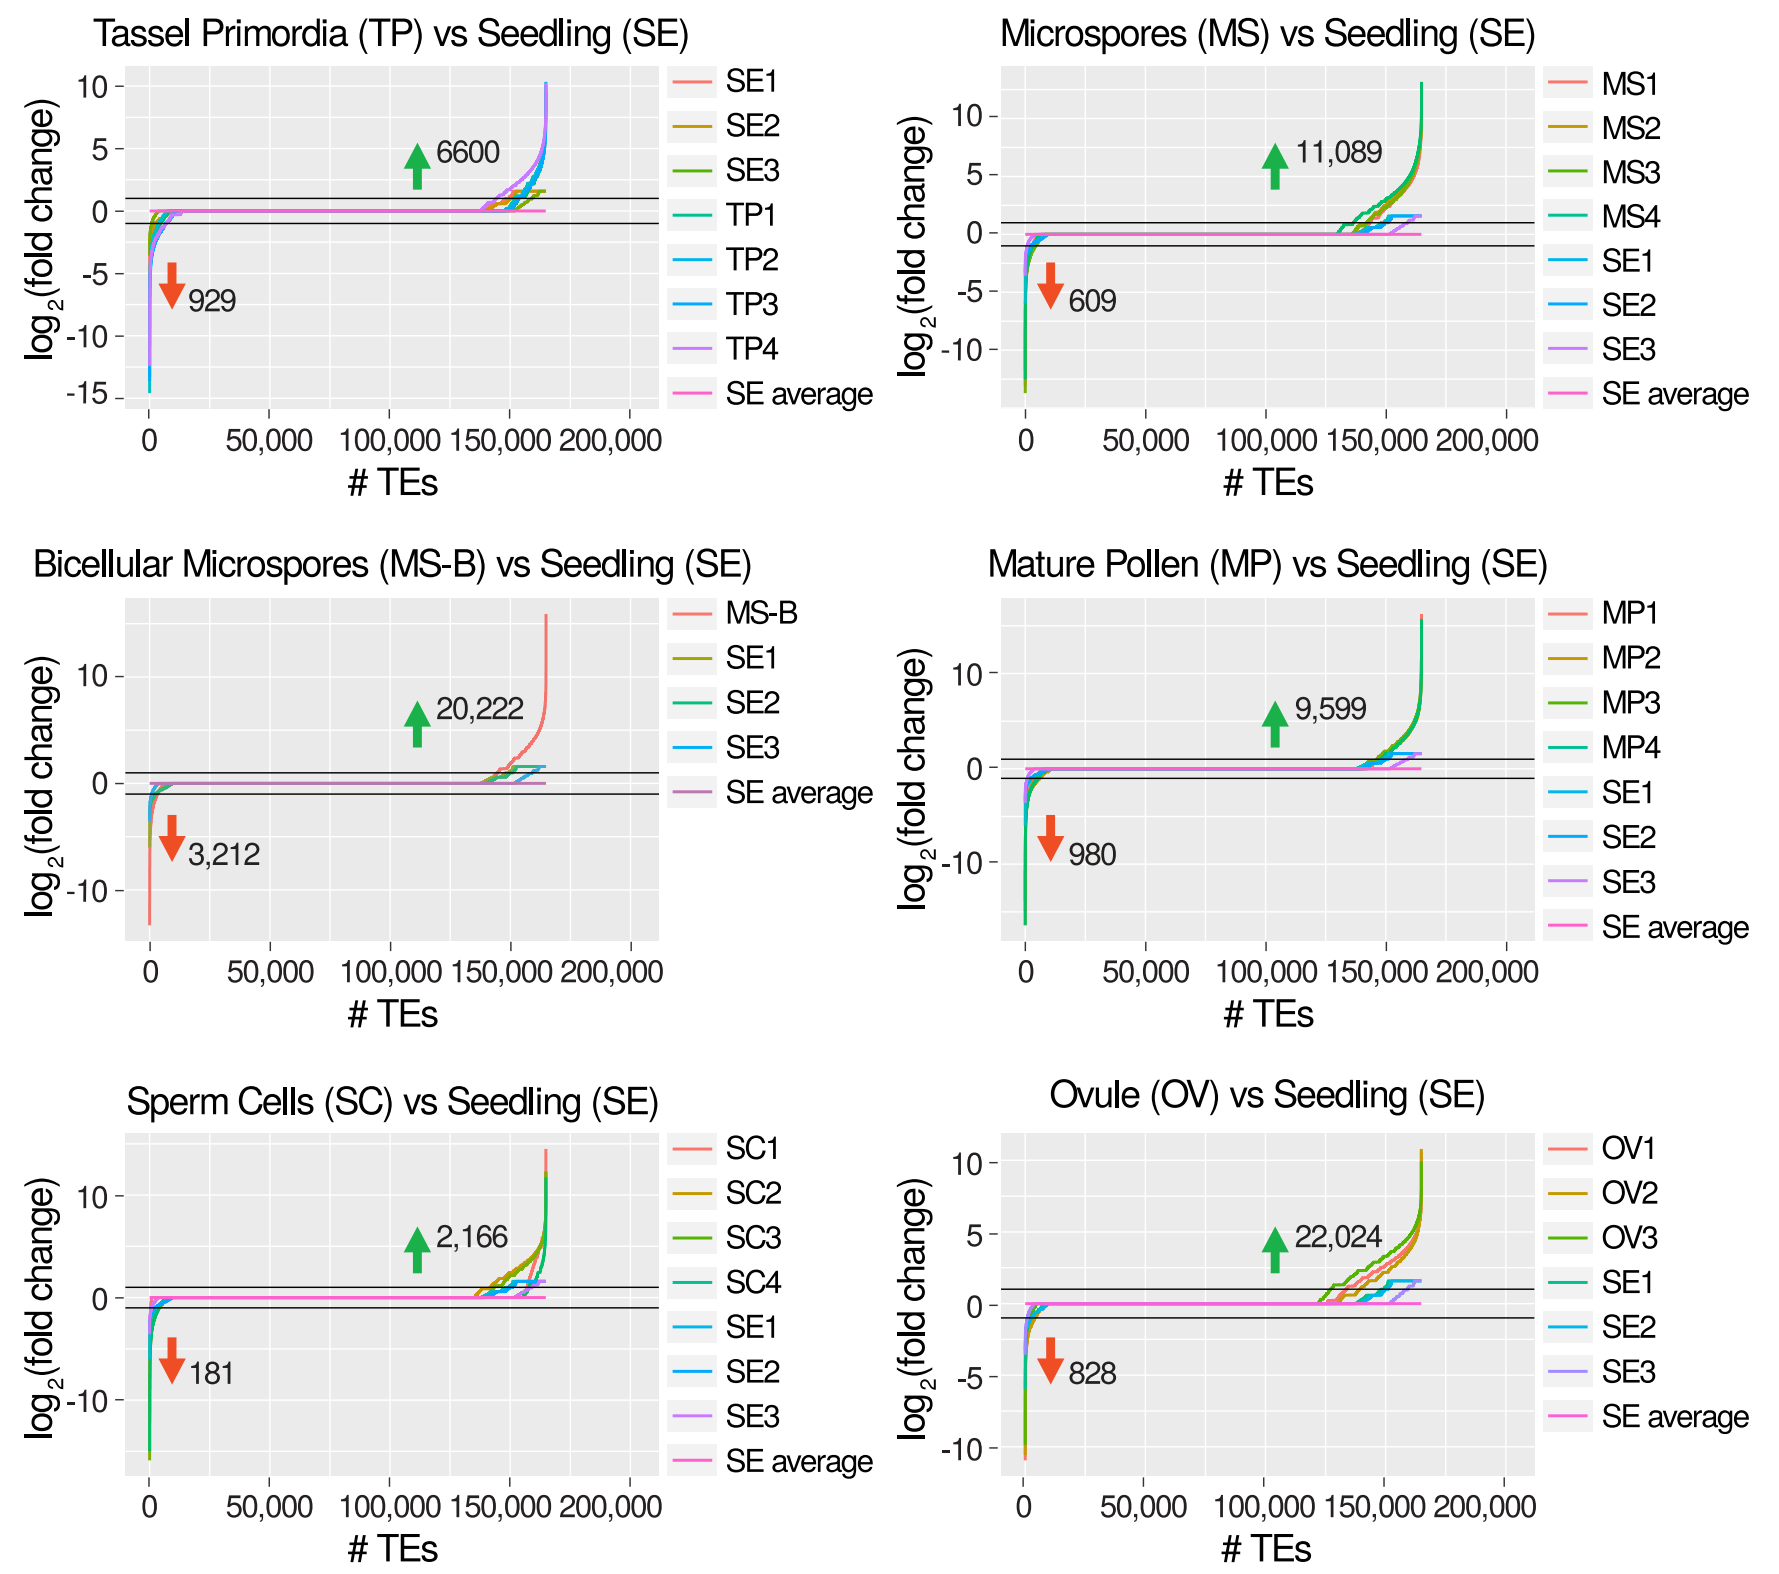 Tassel Primordia (TP) vs Seedling (SE)
log2(fold change)
10
5
0
-5
-10
-15
6600
929
0 50,000 100,000 150,000 200,000
# TEs
SE1
SE2
SE3
TP1
TP2
TP3
TP4
SE average
Microspores (MS) vs Seedling (SE)
log2(fold change)
10
5
0
-5
-10
11,089
609
0 50,000 100,000 150,000 200,000
# TEs
MS1
MS2
MS3
MS4
SE1
SE2
SE3
SE average
Bicellular Microspores (MS-B) vs Seedling (SE)
log2(fold change)
10
0
-10
20,222
3,212
0 50,000 100,000 150,000 200,000
# TEs
MS-B
SE1
SE2
SE3
SE average
Mature Pollen (MP) vs Seedling (SE)
log2(fold change)
10
0
-10
9,599
980
0 50,000 100,000 150,000 200,000
# TEs
MP1
MP2
MP3
MP4
SE1
SE2
SE3
SE average
Sperm Cells (SC) vs Seedling (SE)
log2(fold change)
10
0
-10
2,166
181
0 50,000 100,000 150,000 200,000
# TEs
SC1
SC2
SC3
SC4
SE1
SE2
SE3
SE average
Ovule (OV) vs Seedling (SE)
log2(fold change)
10
5
0
-5
-10
22,024
828
0 50,000 100,000 150,000 200,000
# TEs
OV1
OV2
OV3
SE1
SE2
SE3
SE average